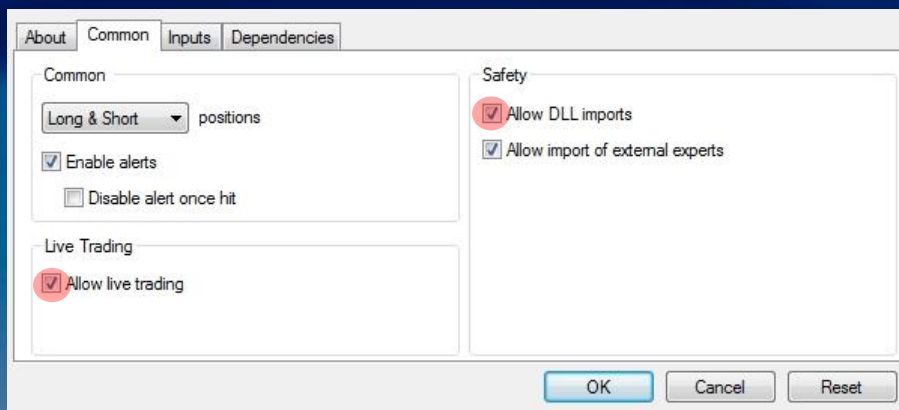 About Common Inputs Dependencies
Common
Long & Short positions
Enable alerts
Disable alert once hit
Live Trading
Allow live trading
Safety
Allow DLL imports
Allow import of external experts
OK Cancel Reset